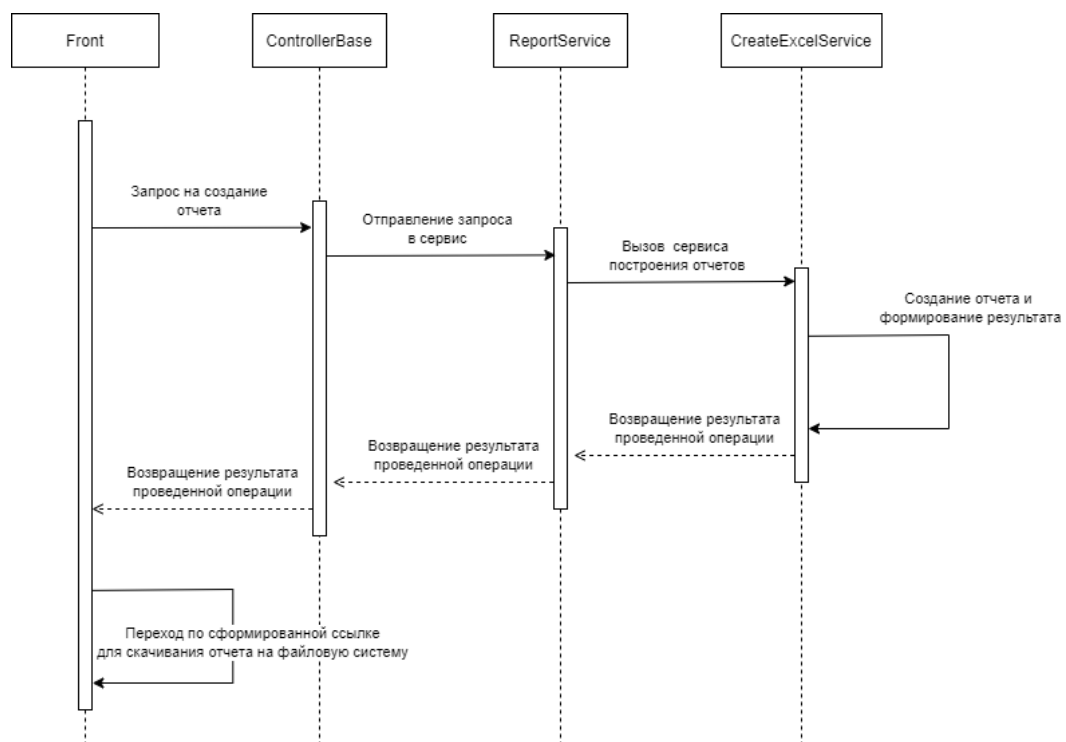 Front
ControllerBase
ReportService
CreateExcelService
Запрос на создание
отчета
Отправление запроса
в сервис
Вызов сервиса
построения отчетов
Создание отчета и
формирование результата
Возвращение результата
проведенной операции
Возвращение результата
проведенной операции
Возвращение результата
проведенной операции
Переход по сформированной ссылке
для скачивания отчета на файловую систему